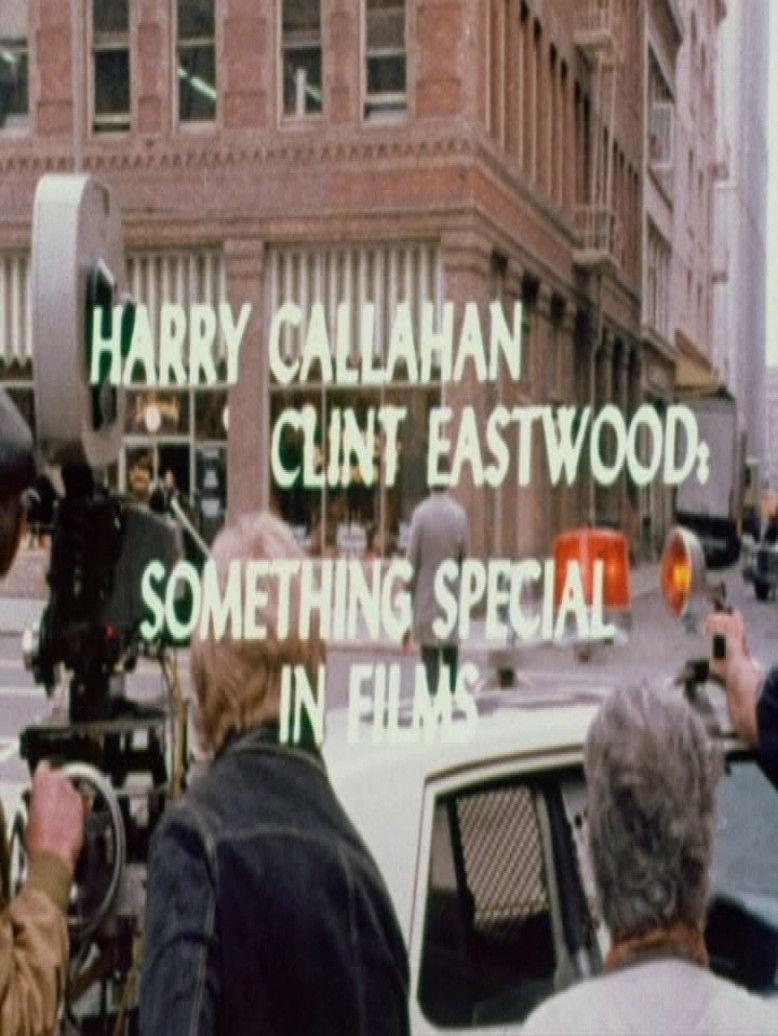 HARRY CALLAHAN
CLINT EASTWOOD:
SOMETHING SPECIAL
IN FILMS